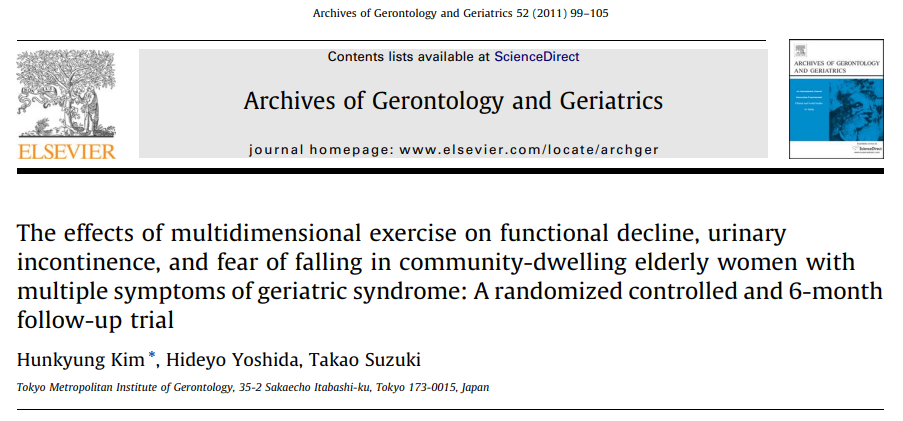 Archives of Gerontology and Geriatrics 52 (2011) 99–105
Contents lists available at ScienceDirect
Archives of Gerontology and Geriatrics
journal homepage: www.elsevier.com/locate/archger
ELSEVIER
ARCHIVES OF GERONTOLOGY
AND GERIATRICS
ScienceDirect
The effects of multidimensional exercise on functional decline, urinary
incontinence, and fear of falling in community-dwelling elderly women with
multiple symptoms of geriatric syndrome: A randomized controlled and 6-month
follow-up trial
Hunkyung Kim *, Hideyo Yoshida, Takao Suzuki
Tokyo Metropolitan Institute of Gerontology, 35-2 Sakaecho Itabashi-ku, Tokyo 173-0015, Japan